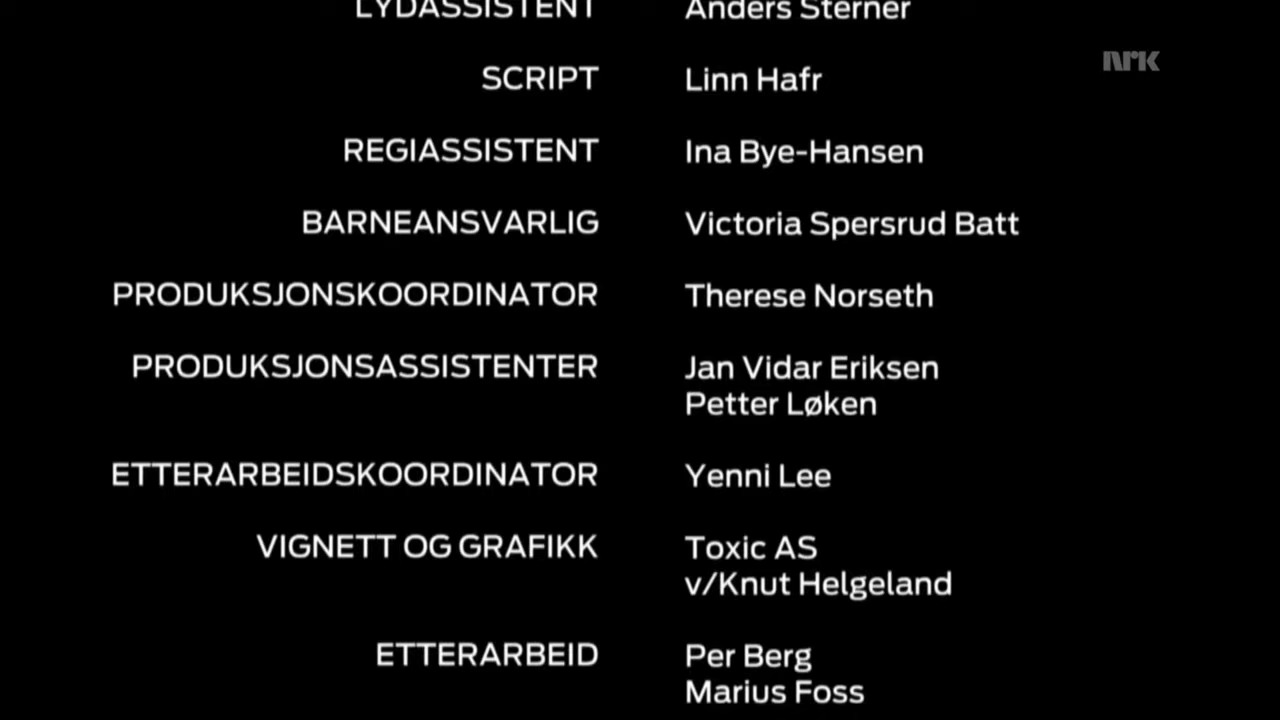 LYDASSISTENT Anders Sterner
nrk
SCRIPT Linn Hafr
REGIASSISTENT Ina Bye-Hansen
BARNEANSVARLIG Victoria Spersrud Batt
PRODUKSJONSKOORDINATOR Therese Norseth
PRODUKSJONSASSISTENTER Jan Vidar Eriksen
Petter Løken
ETTERARBEIDSKOORDINATOR Yenni Lee
VIGNETT OG GRAFIKK Toxic AS
v/Knut Helgeland
ETTERARBEID Per Berg
Marius Foss